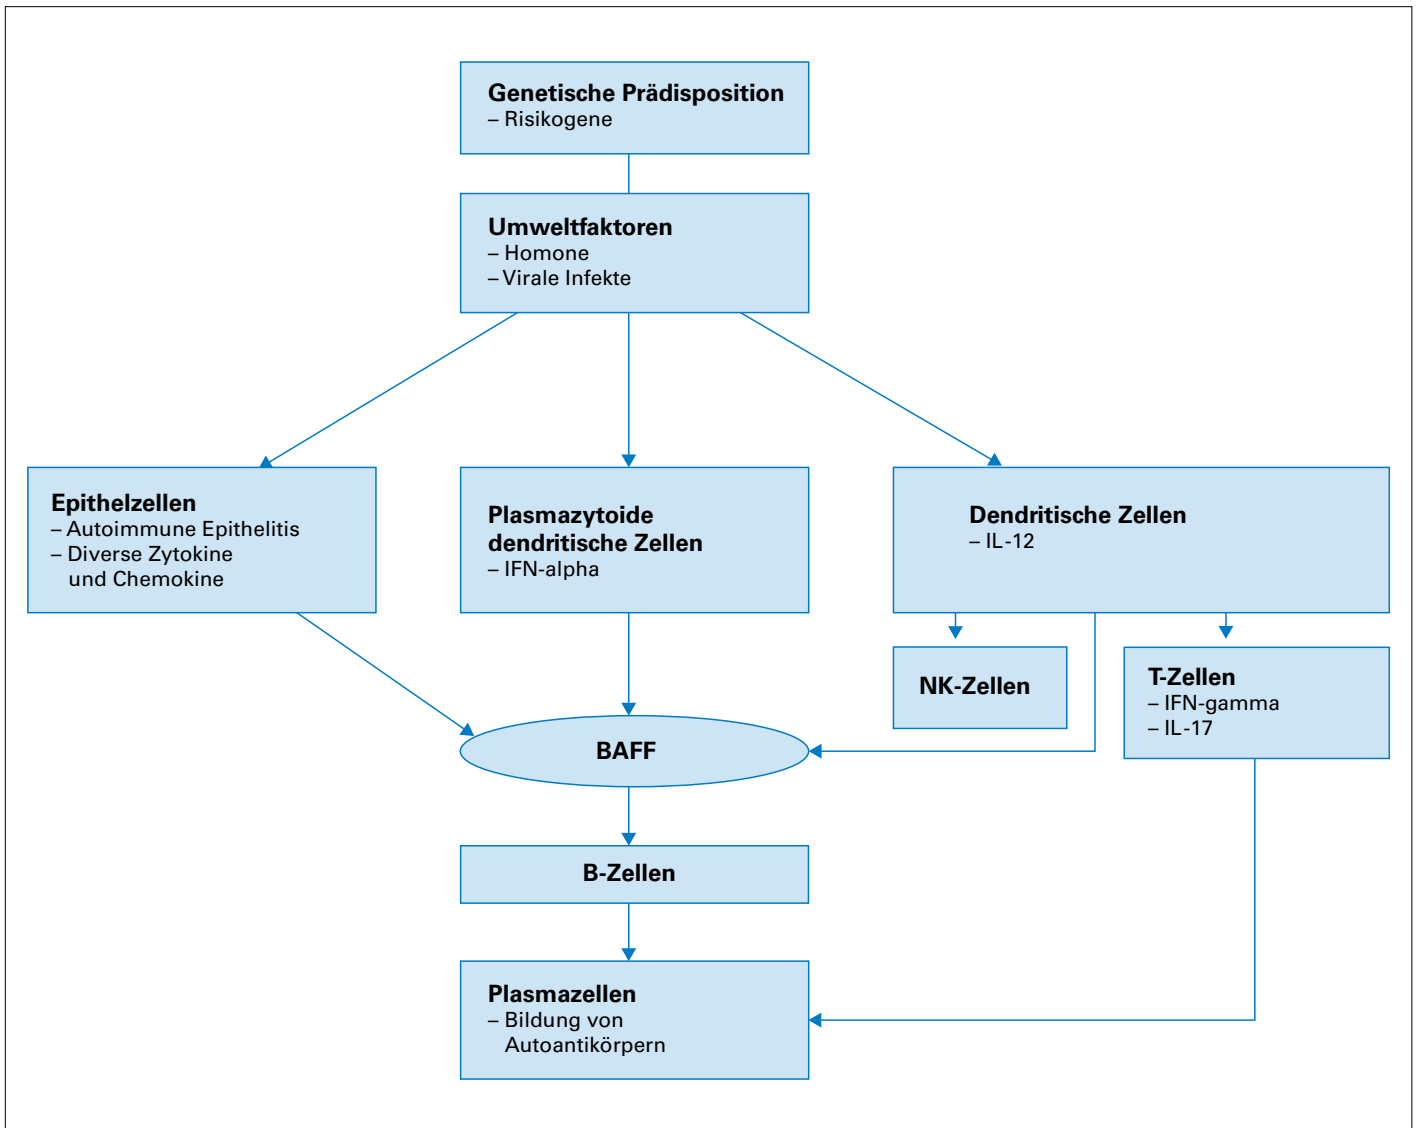 Genetische Prädisposition
– Risikogene
Umweltfaktoren
– Homone
– Virale Infekte
Epithelzellen
– Autoimmune Epithelitis
– Diverse Zytokine
und Chemokine
Plasmazytoide
dendritische Zellen
– IFN-alpha
Dendritische Zellen
– IL-12
NK-Zellen
T-Zellen
– IFN-gamma
– IL-17
BAFF
B-Zellen
Plasmazellen
– Bildung von
Autoantikörpern